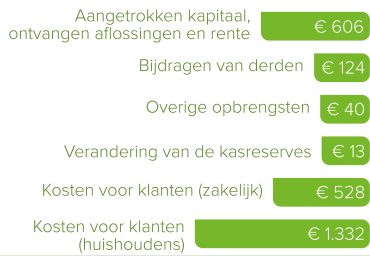 Aangetrokken kapitaal,
ontvangen aflossingen en rente € 606
Bijdragen van derden € 124
Overige opbrengsten € 40
Verandering van de kasreserves € 13
Kosten voor klanten (zakelijk) € 528
Kosten voor klanten
(huishoudens) € 1.332